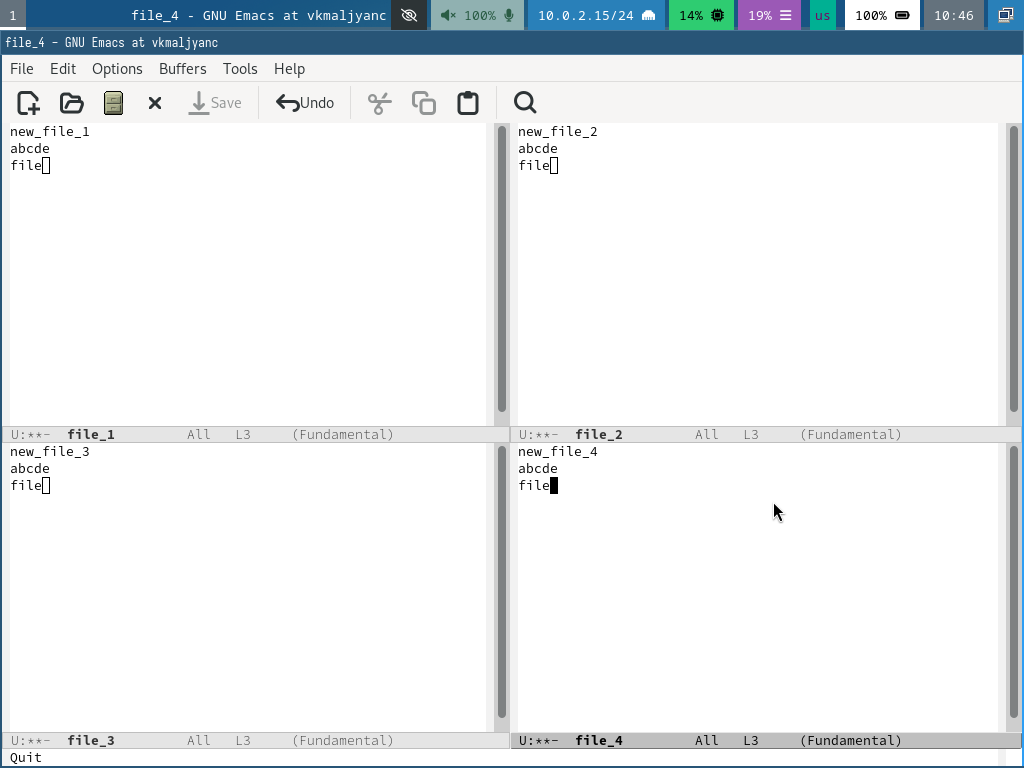 1 file_4 - GNU Emacs at vkmaljyanc 100% 10.0.2.15/24 14% 19% us 100% 10:46
file_4 - GNU Emacs at vkmaljyanc
File Edit Options Buffers Tools Help
Save Undo
new_file_1
abcde
file
U:**- file_1 All L3 (Fundamental)
new_file_2
abcde
file
U:**- file_2 All L3 (Fundamental)
new_file_3
abcde
file
U:**- file_3 All L3 (Fundamental)
new_file_4
abcde
file
U:**- file_4 All L3 (Fundamental)
Quit